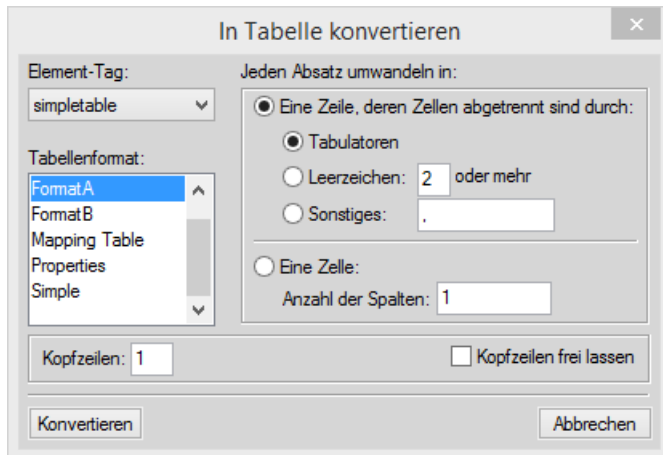 In Tabelle konvertieren
Element-Tag:
simpletable
Tabellenformat:
FormatA
FormatB
Mapping Table
Properties
Simple
Jeden Absatz umwandeln in:
Eine Zeile, deren Zellen abgetrennt sind durch:
Tabulatoren
Leerzeichen: 2 oder mehr
Sonstiges: .
Eine Zelle:
Anzahl der Spalten: 1
Kopfzeilen: 1
Kopfzeilen frei lassen
Konvertieren
Abbrechen